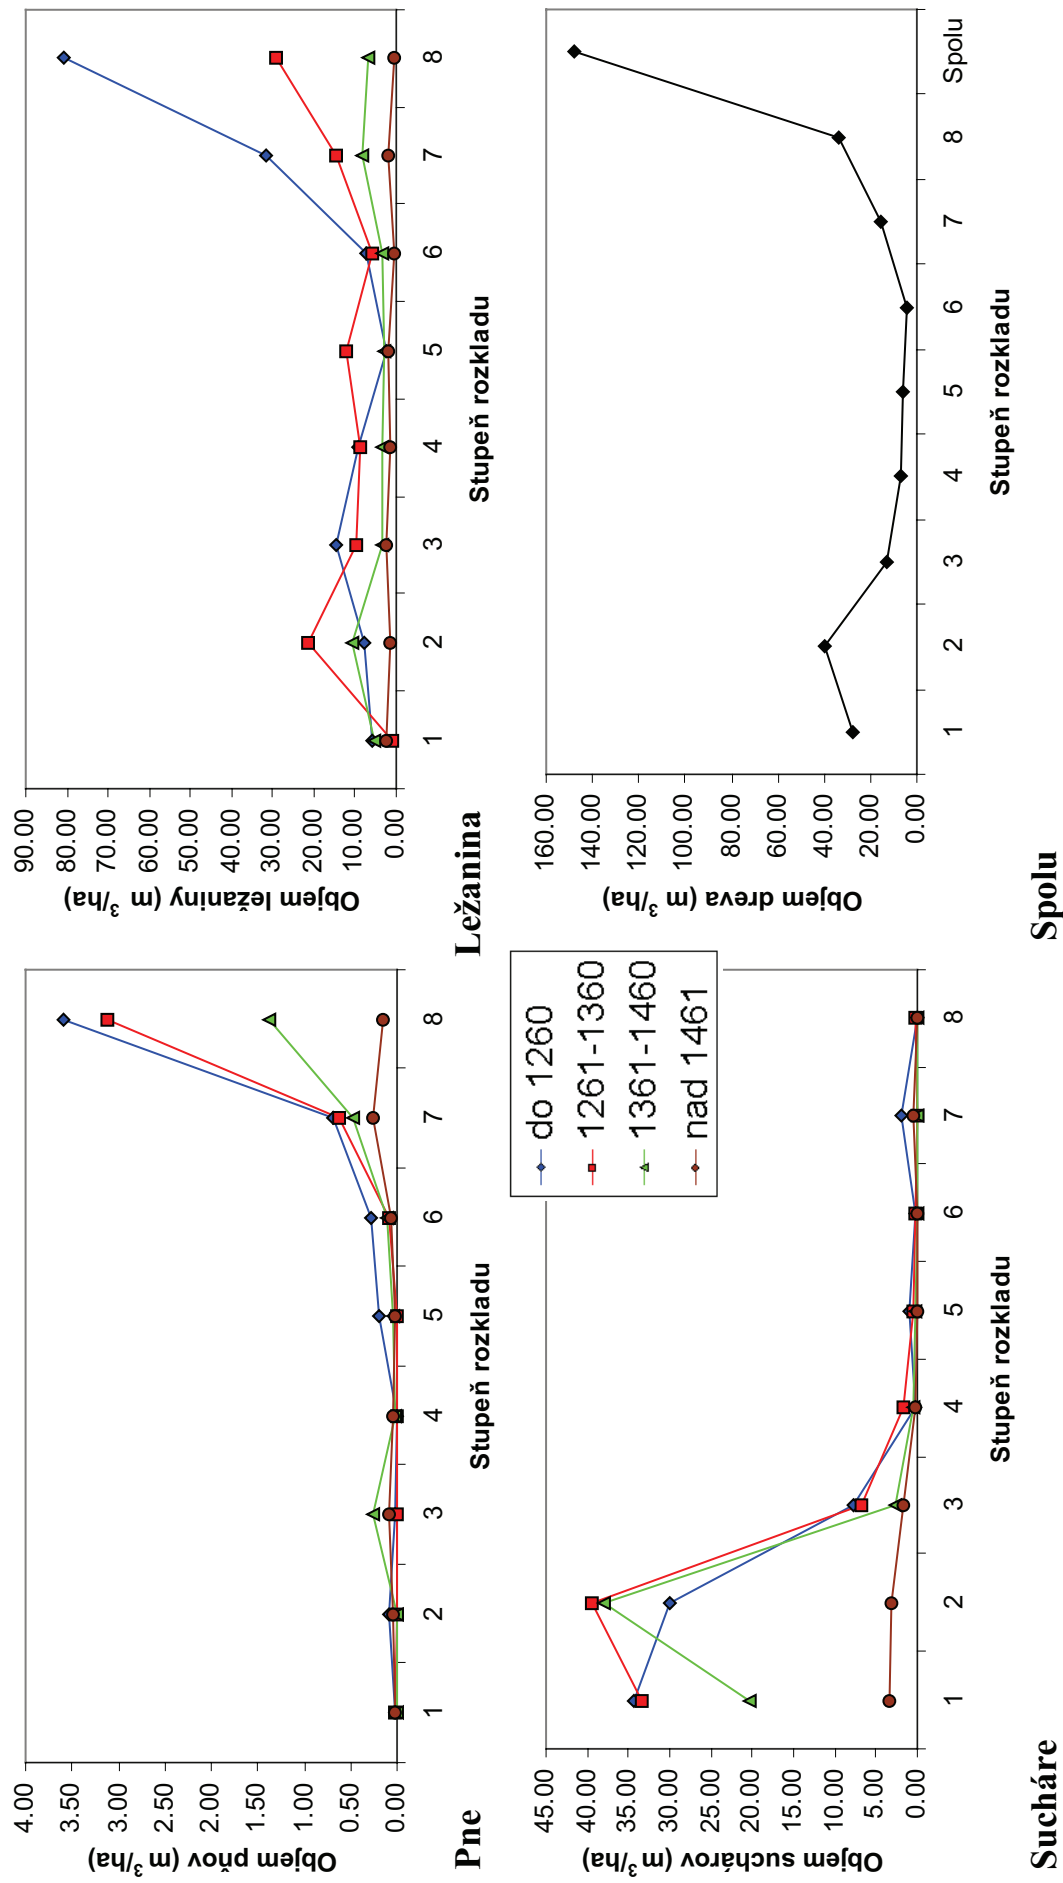 4.00
3.50
3.00
2.50
2.00
1.50
1.00
0.50
0.00
Objem pňov (m³/ha)
1 2 3 4 5 6 7 8
Stupeň rozkladu
Pne
90.00
80.00
70.00
60.00
50.00
40.00
30.00
20.00
10.00
0.00
Objem ležaniny (m³/ha)
1 2 3 4 5 6 7 8
Stupeň rozkladu
Ležanina
do 1260
1261-1360
1361-1460
nad 1461
45.00
40.00
35.00
30.00
25.00
20.00
15.00
10.00
5.00
0.00
Objem suchárov (m³/ha)
1 2 3 4 5 6 7 8
Stupeň rozkladu
Sucháre
160.00
140.00
120.00
100.00
80.00
60.00
40.00
20.00
0.00
Objem dreva (m³/ha)
1 2 3 4 5 6 7 8 Spolu
Stupeň rozkladu
Spolu